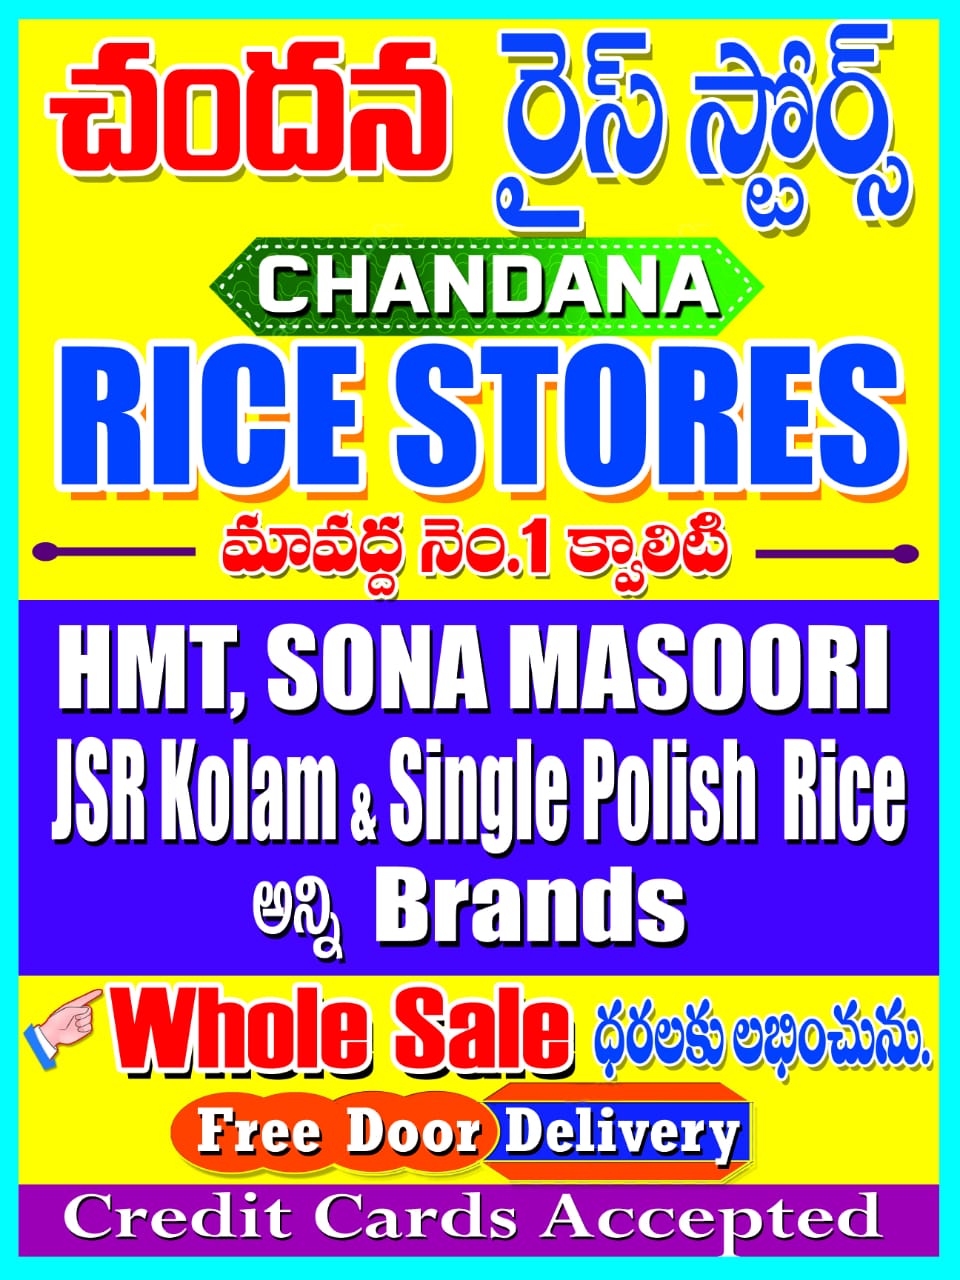 చందన రైస్ స్టోర్స్
CHANDANA
RICE STORES
మావద్ద నెం.1 క్వాలిటి
HMT, SONA MASOORI
JSR Kolam & Single Polish Rice
అన్ని Brands
Whole Sale ధరలకు లభించును.
Free Door Delivery
Credit Cards Accepted